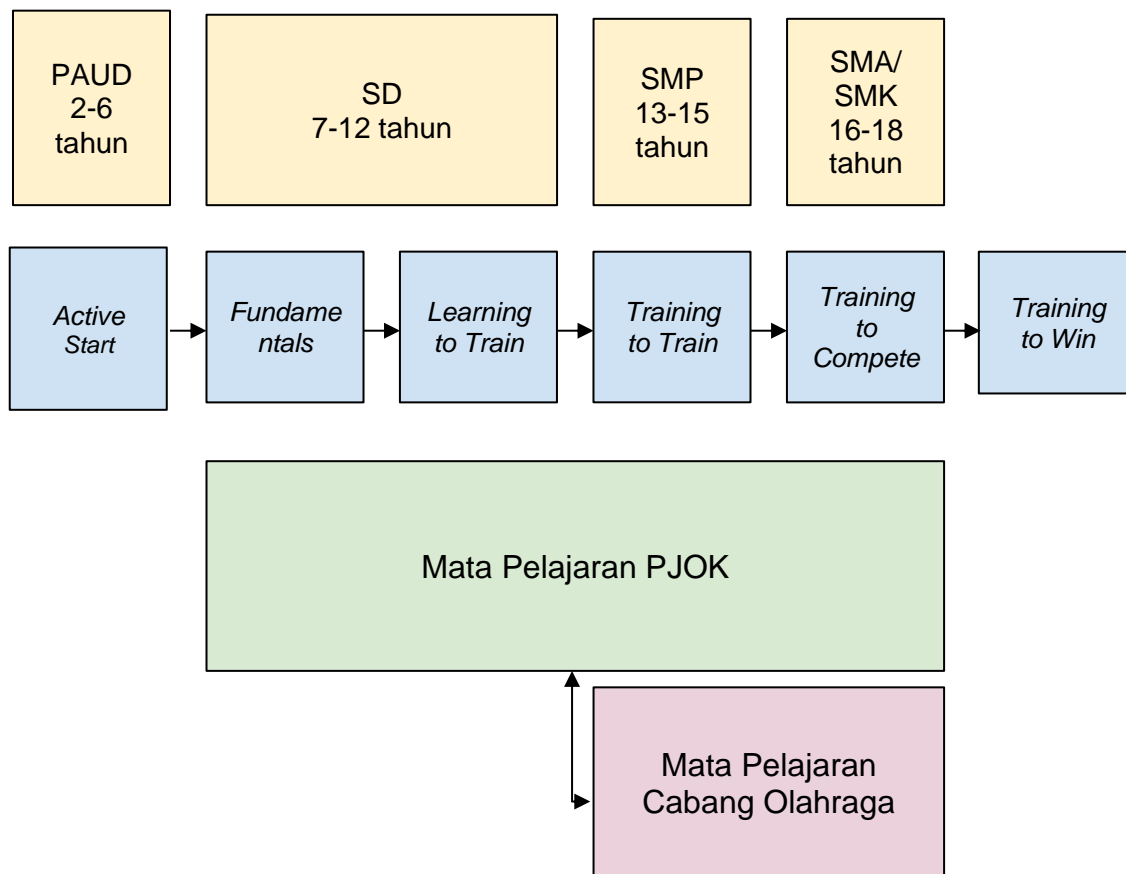 PAUD
2-6
tahun
SD
7-12 tahun
SMP
13-15
tahun
SMA/
SMK
16-18
tahun
Active
Start
Fundame
ntals
Learning
to Train
Training
to Train
Training
to
Compete
Training
to Win
Mata Pelajaran PJOK
Mata Pelajaran
Cabang Olahraga